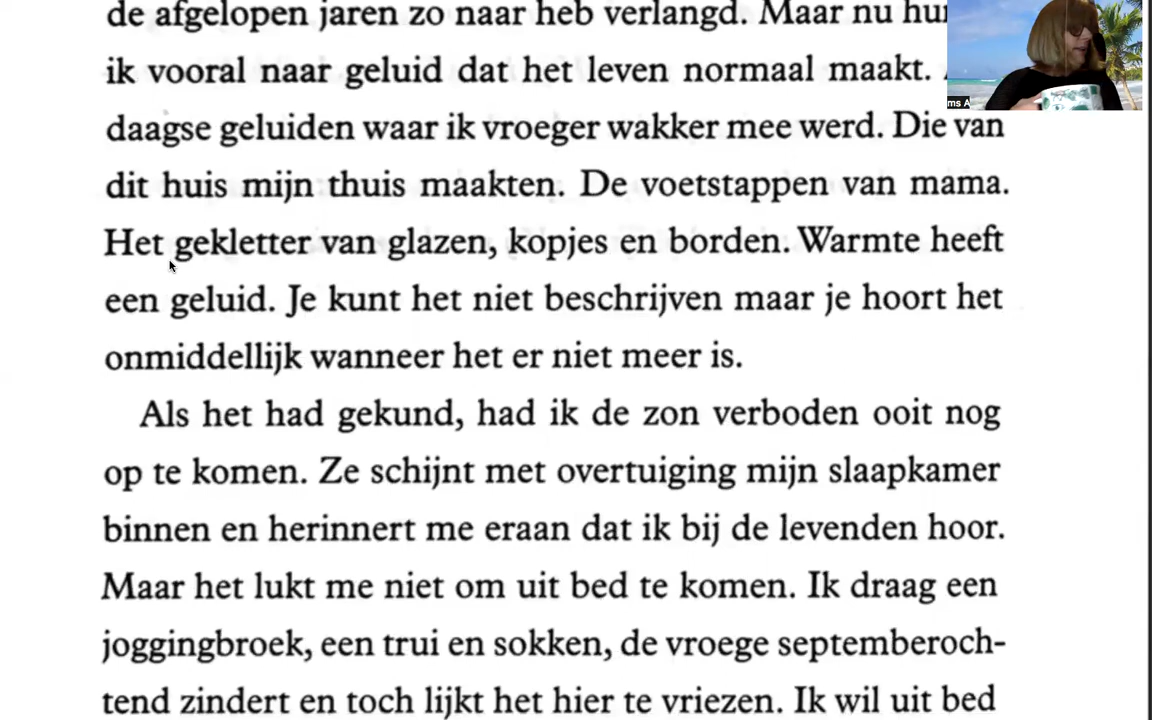 de afgelopen jaren zo naar heb verlangd. Maar nu
ik vooral naar geluid dat het leven normaal maakt.
daagse geluiden waar ik vroeger wakker mee werd. Die van
dit huis mijn thuis maakten. De voetstappen van mama.
Het gekletter van glazen, kopjes en borden. Warmte heeft
een geluid. Je kunt het niet beschrijven maar je hoort het
onmiddellijk wanneer het er niet meer is.
Als het had gekund, had ik de zon verboden ooit nog
op te komen. Ze schijnt met overtuiging mijn slaapkamer
binnen en herinnert me eraan dat ik bij de levenden hoor.
Maar het lukt me niet om uit bed te komen. Ik draag een
joggingbroek, een trui en sokken, de vroege septemberoch-
tend zindert en toch lijkt het hier te vriezen. Ik wil uit bed